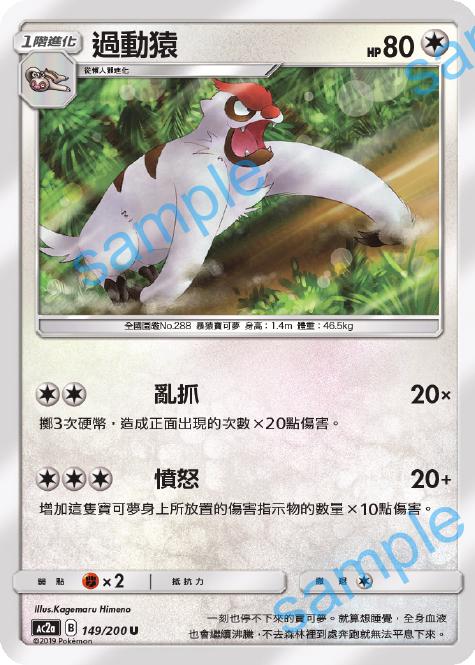 1階進化
過動猿
HP80
從懶人獺進化
sample
sample
全國圖鑑No.288 暴猿寶可夢 身高：1.4m 體重：46.5kg
亂抓 20×
擲3次硬幣，造成正面出現的次數×20點傷害。
憤怒 20+
增加這隻寶可夢身上所放置的傷害指示物的數量×10點傷害。
sample
弱點 ×2 抵抗力 撤退
illus.Kagemaru Himeno
AC2a B 149/200 U
©2019 Pokémon
一刻也停不下來的寶可夢。就算想睡覺，全身血液
也會繼續沸騰，不去森林裡到處奔跑就無法平息下來。